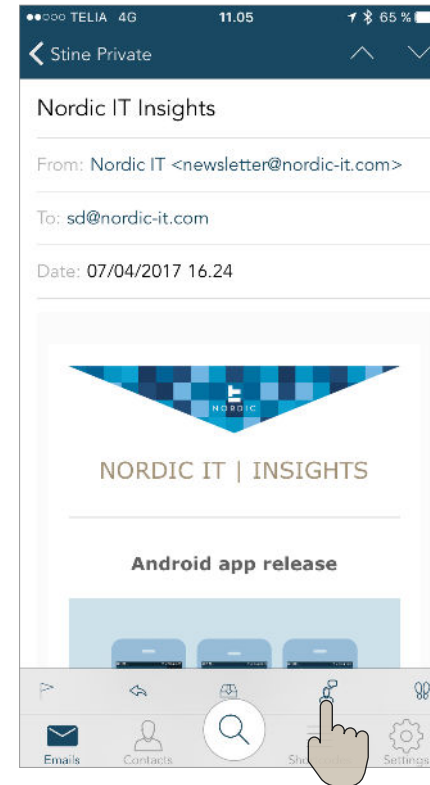 TELIA 4G 11.05 65 %
Stine Private
Nordic IT Insights
From: Nordic IT <newsletter@nordic-it.com>
To: sd@nordic-it.com
Date: 07/04/2017 16.24
IT
NORDIC
NORDIC IT | INSIGHTS
Android app release
Emails Contacts Settings